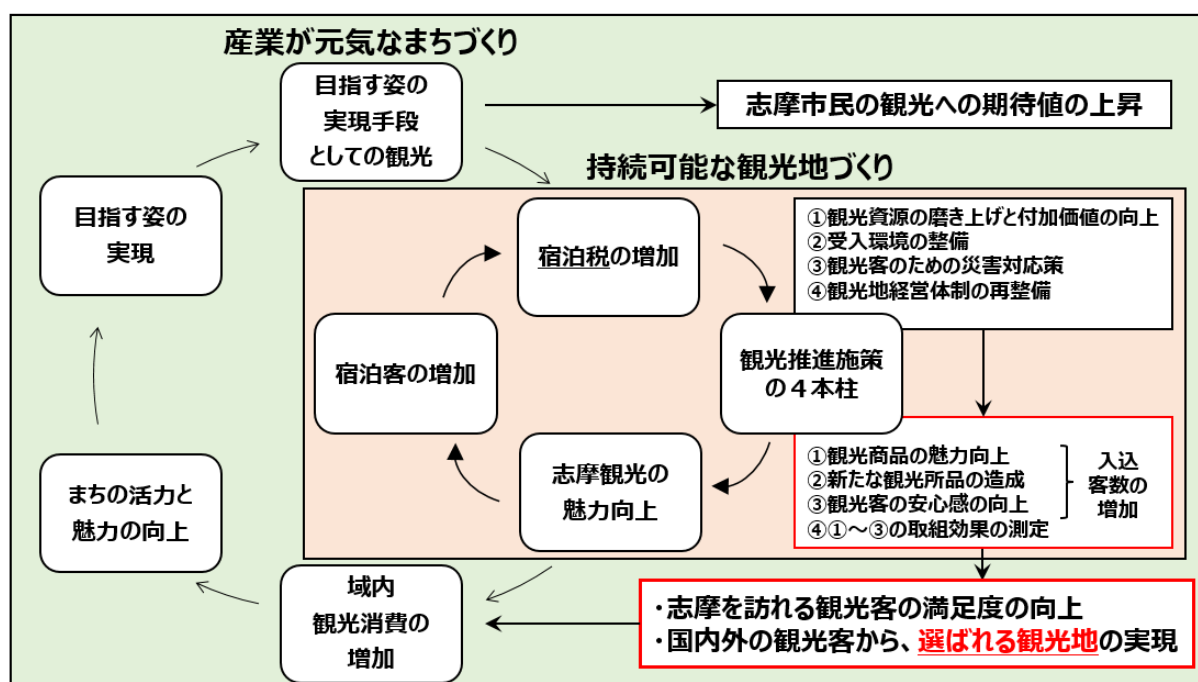 産業が元気なまちづくり
目指す姿の
実現手段
としての観光
志摩市民の観光への期待値の上昇
持続可能な観光地づくり
目指す姿の
実現
宿泊税の増加
①観光資源の磨き上げと付加価値の向上
②受入環境の整備
③観光客のための災害対応策
④観光地経営体制の再整備
宿泊客の増加
観光推進施策
の４本柱
志摩観光の
魅力向上
①観光商品の魅力向上
②新たな観光所品の造成
③観光客の安心感の向上
④①～③の取組効果の測定
入込
客数の
増加
まちの活力と
魅力の向上
域内
観光消費の
増加
・志摩を訪れる観光客の満足度の向上
・国内外の観光客から、選ばれる観光地の実現